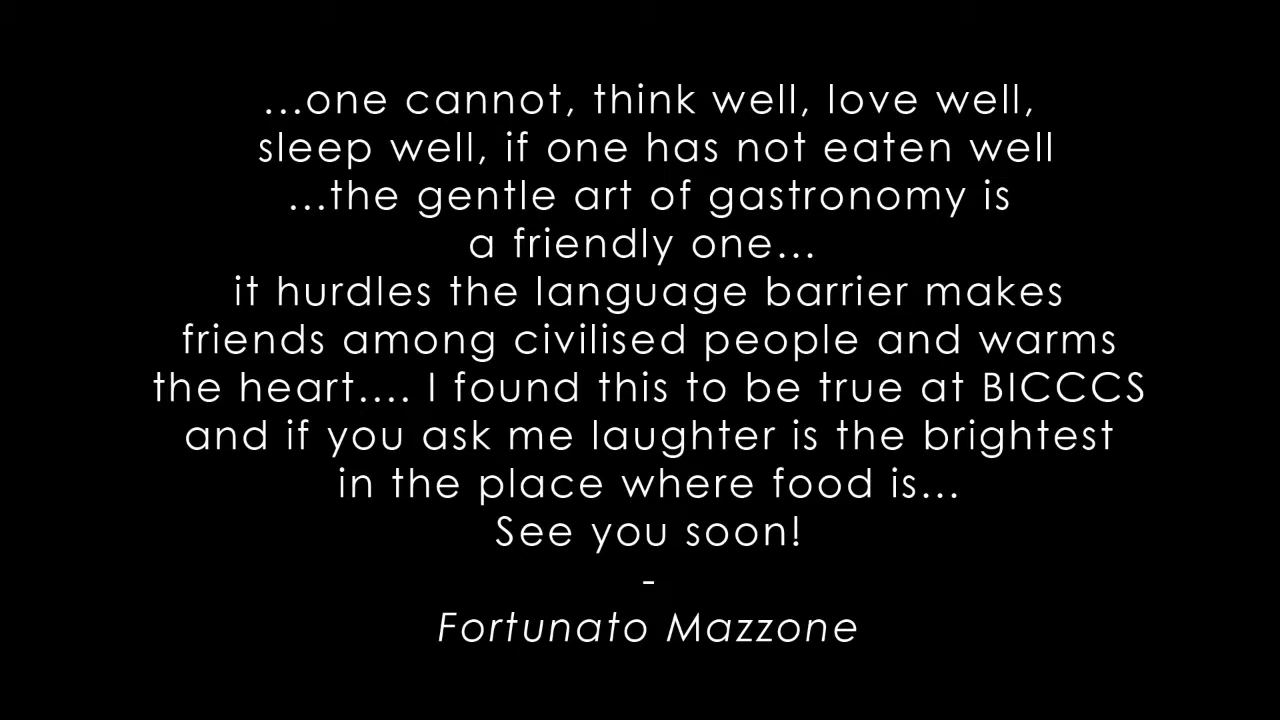 ...one cannot, think well, love well,
sleep well, if one has not eaten well
...the gentle art of gastronomy is
a friendly one...
it hurdles the language barrier makes
friends among civilised people and warms
the heart.... I found this to be true at BICCCS
and if you ask me laughter is the brightest
in the place where food is...
See you soon!
-
Fortunato Mazzone